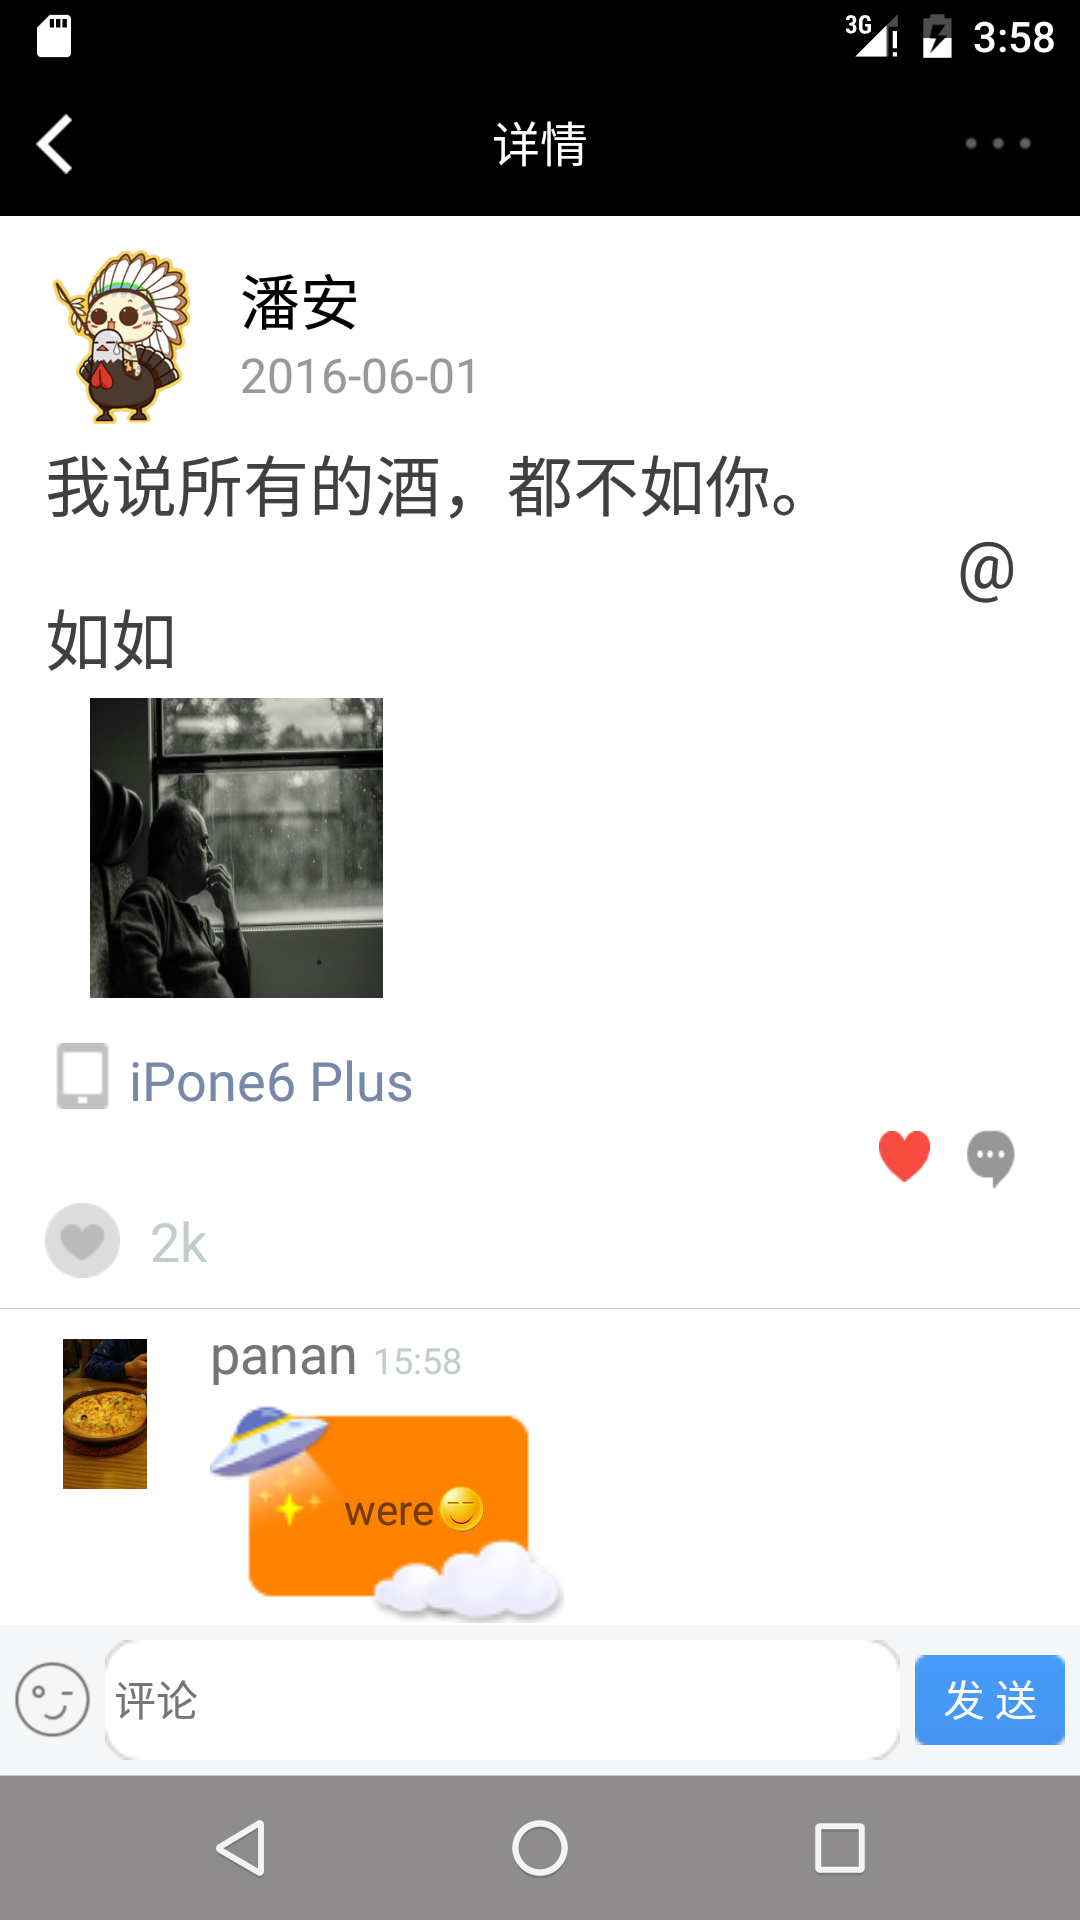 3G 3:58
详情
潘安
2016-06-01
我说所有的酒，都不如你。
@
如如
iPone6 Plus
2k
panan 15:58
were
评论
发 送